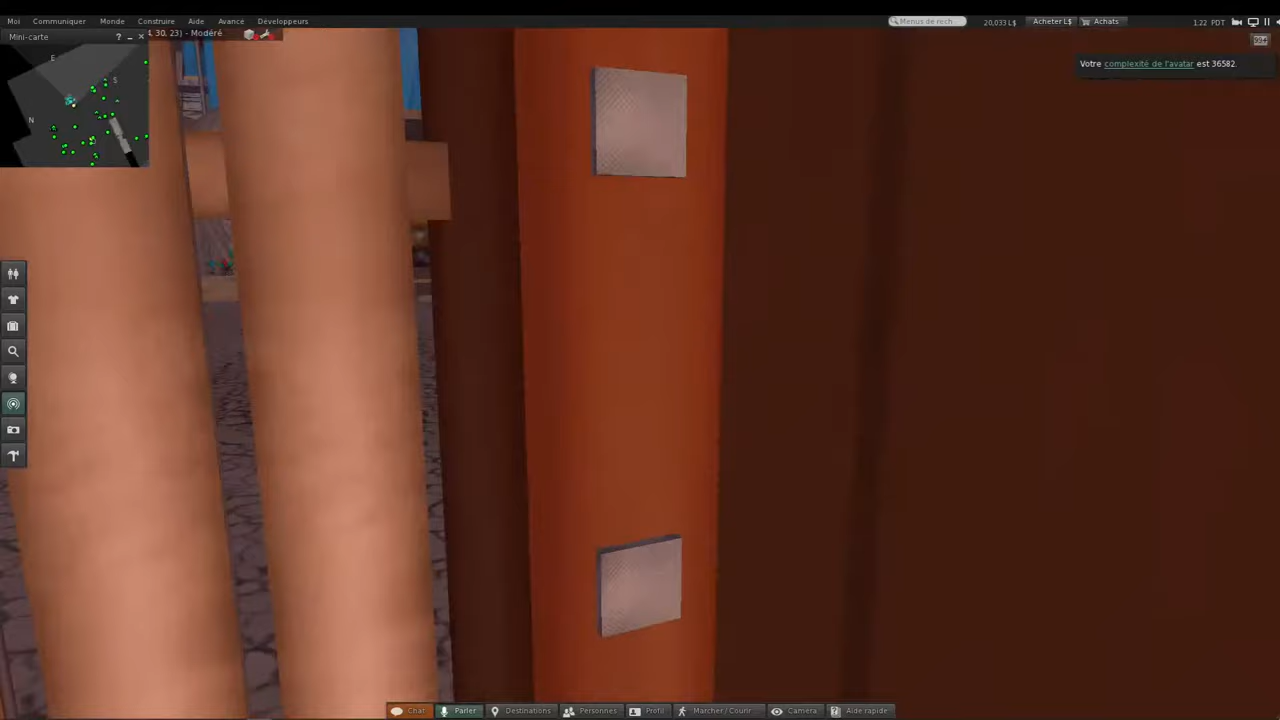 Moi Communiquer Monde Construire Aide Avancé Développeurs
Menus de rech...
20,033 L$ Acheter L$ Achats
1:22 PDT
Mini-carte ? _ ×
4, 30, 23) - Modéré
99+
E
S
N
Votre complexité de l'avatar est 36582.
Chat Parler Destinations Personnes Profil Marcher / Courir... Caméra Aide rapide